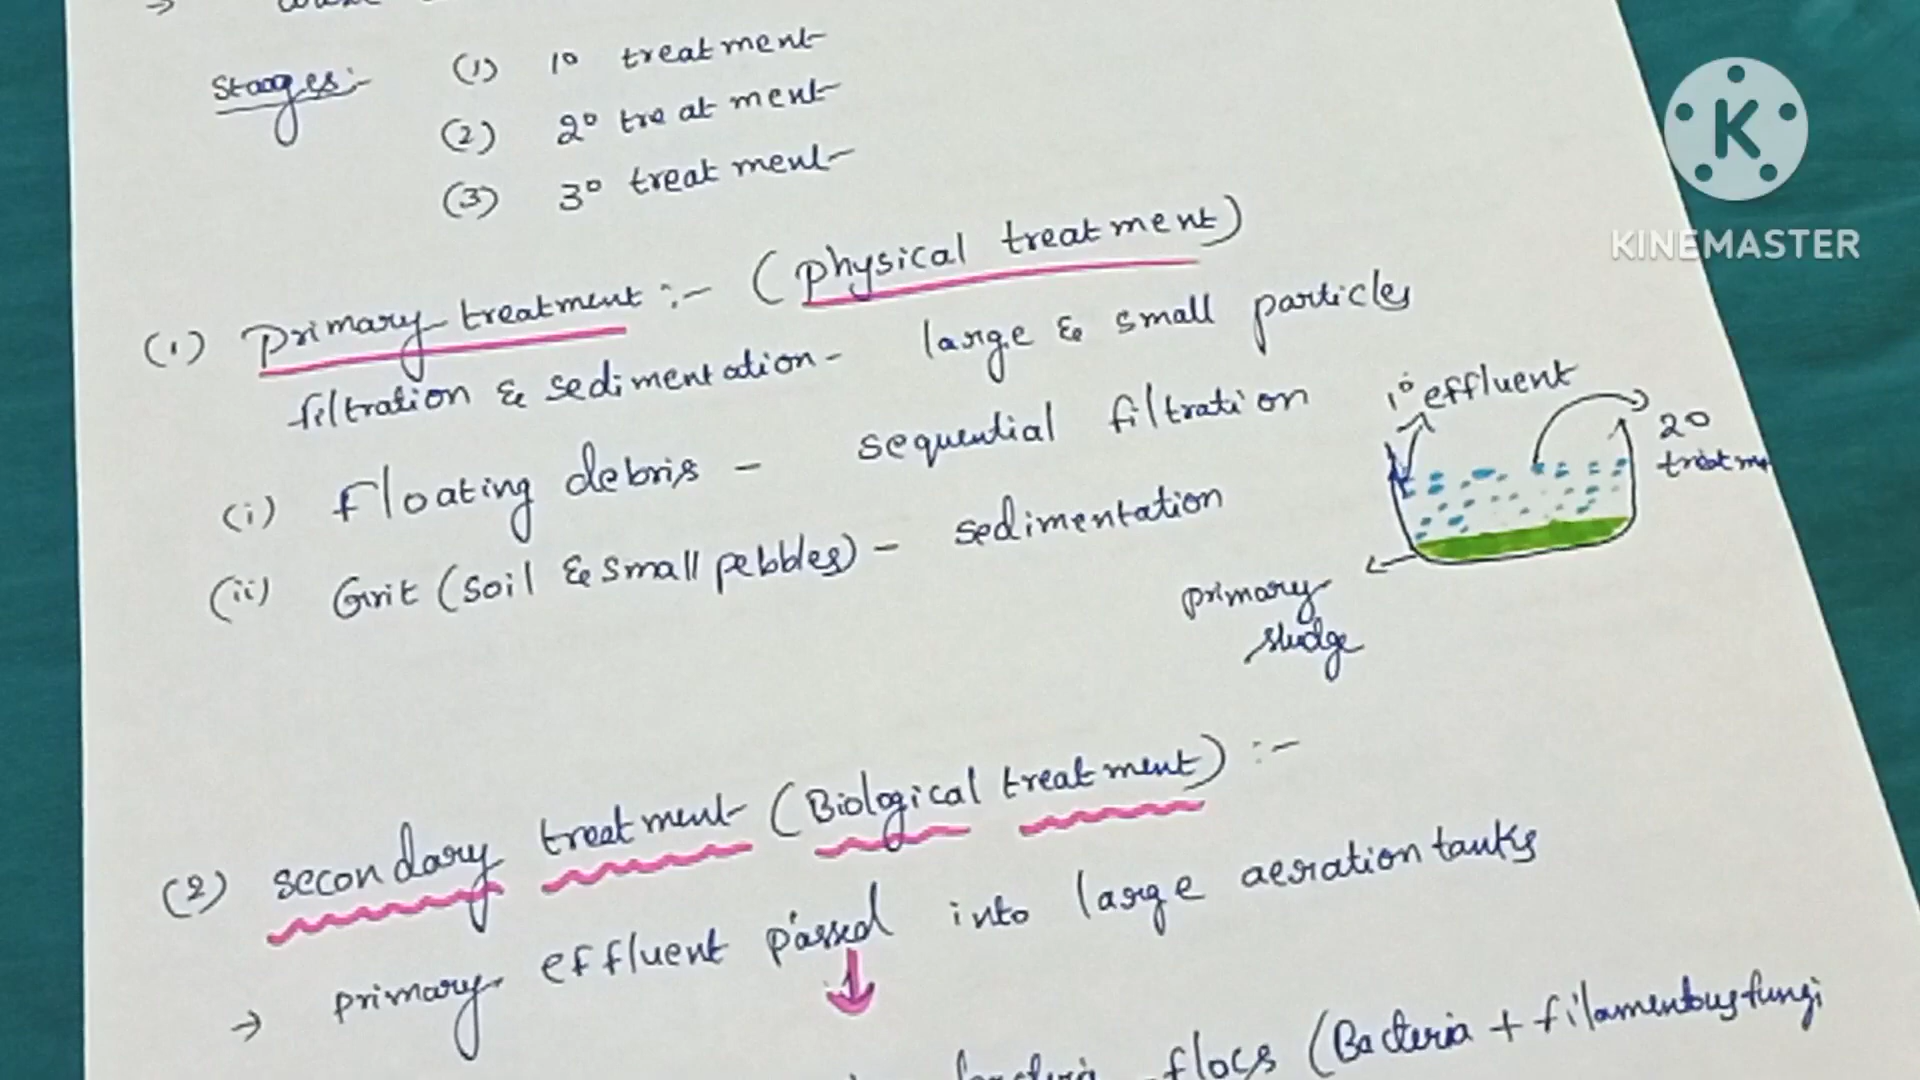 Stages:-
(1) 1° treatment
(2) 2° treatment
(3) 3° treatment
KINEMASTER
(1) Primary treatment :- (Physical treatment)
filtration & sedimentation - large & small particles
(i) Floating debris - sequential filtration
(ii) Grit (soil & small pebbles) - sedimentation
1° effluent
2°
primary
sludge
(2) secondary treatment (Biological treatment) :-
→ primary effluent passed into large aeration tanks
flocs (Bacteria + filamentous fungi